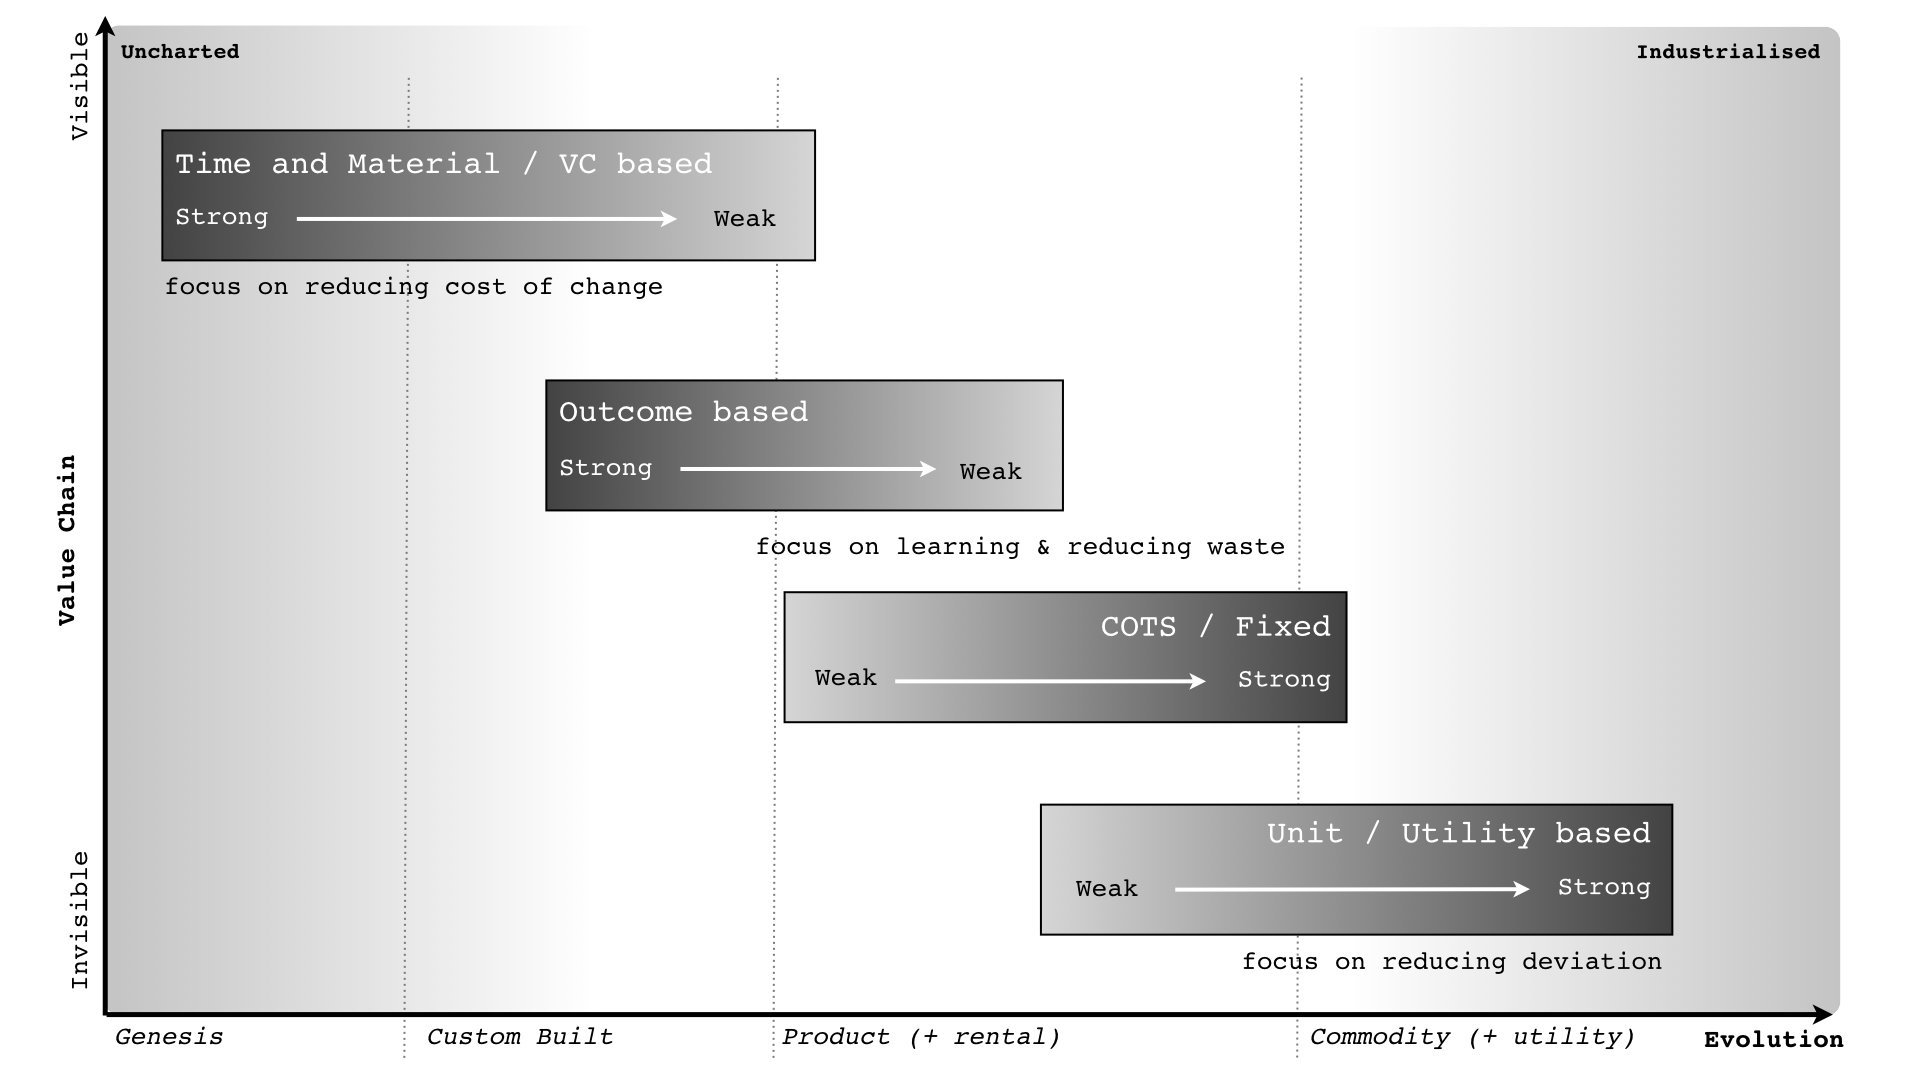 Visible
Uncharted
Industrialised
Time and Material / VC based
Strong
Weak
focus on reducing cost of change
Outcome based
Strong
Weak
Value Chain
focus on learning & reducing waste
COTS / Fixed
Weak
Strong
Unit / Utility based
Weak
Strong
Invisible
focus on reducing deviation
Genesis
Custom Built
Product (+ rental)
Commodity (+ utility)
Evolution